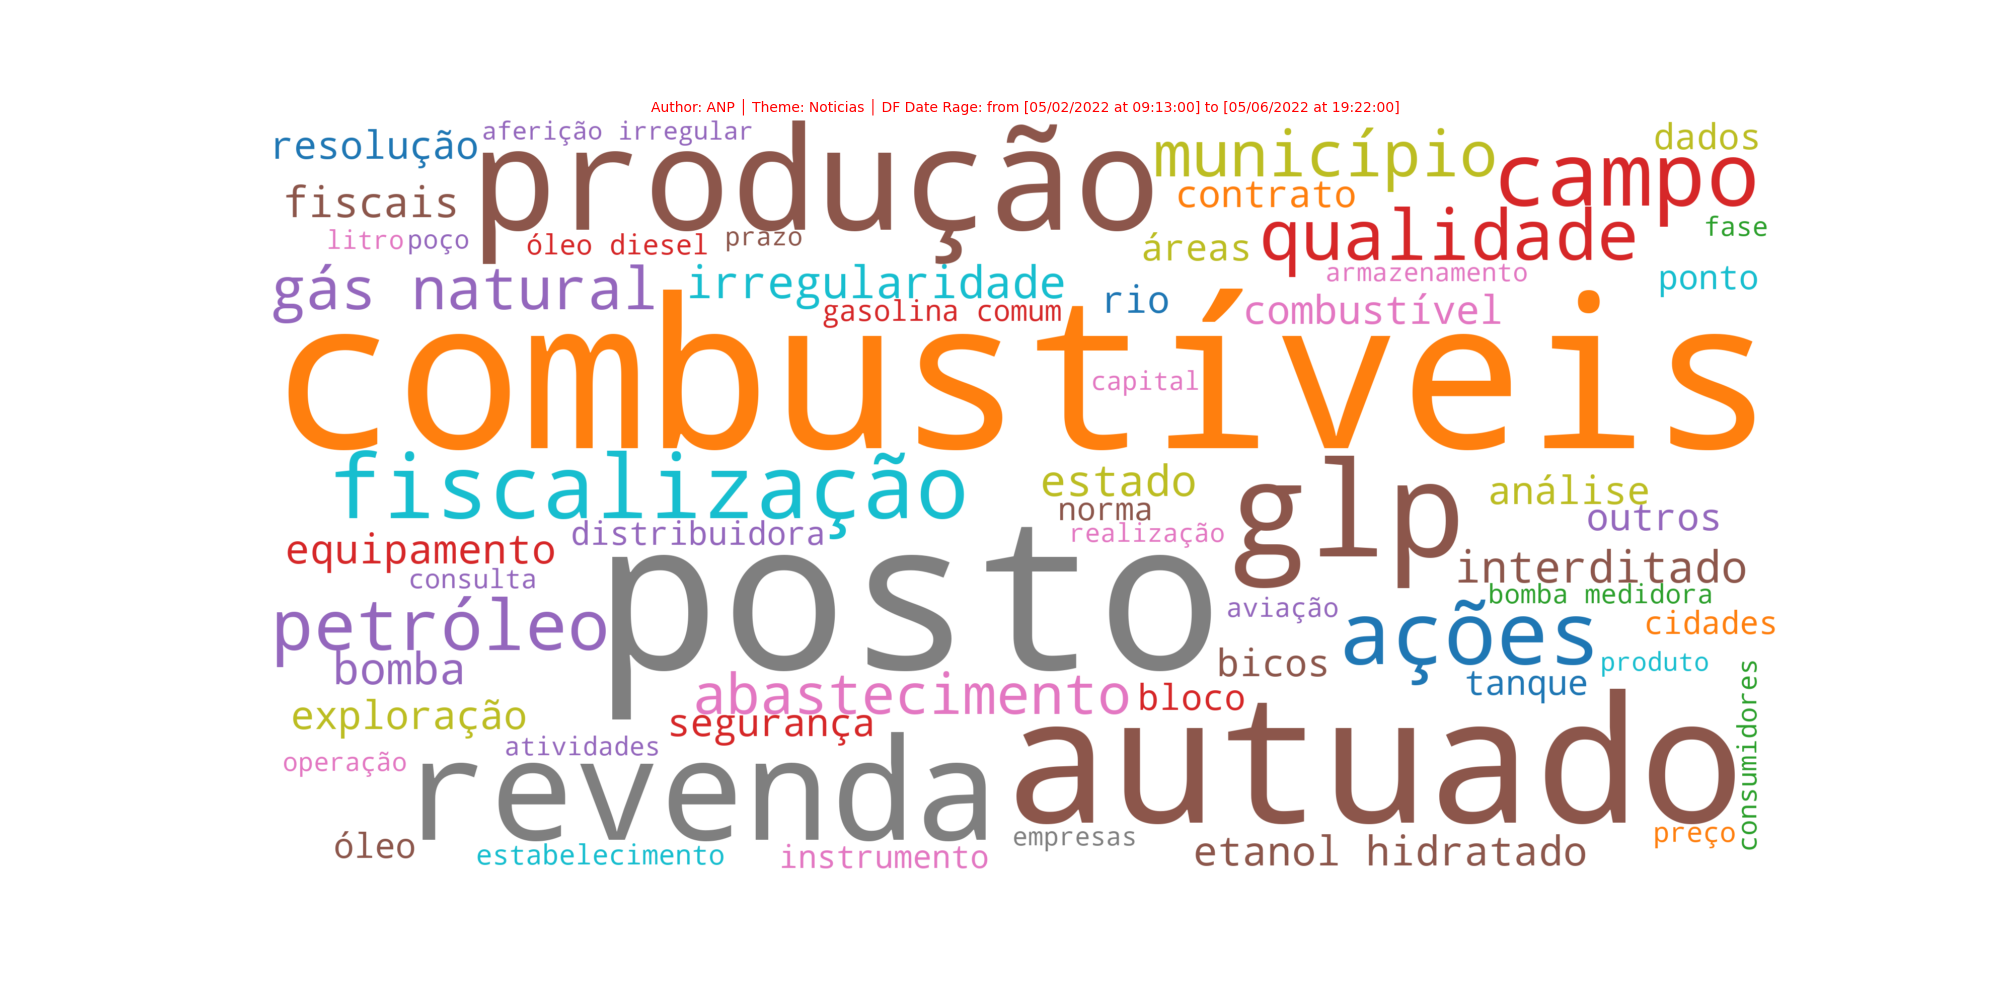 Author: ANP | Theme: Noticias | DF Date Rage: from [05/02/2022 at 09:13:00] to [05/06/2022 at 19:22:00]
resolução
aferição irregular
produção
município
dados
fiscais
contrato
campo
litro
poço
óleo diesel
prazo
áreas
qualidade
fase
gás natural
irregularidade
gasolina comum
rio
armazenamento
combustível
ponto
combustíveis
capital
fiscalização
estado
norma
realização
glp
análise
outros
equipamento
distribuidora
consulta
posto
interditado
bomba medidora
petróleo
aviação
ações
cidades
bomba
bicos
produto
tanque
abastecimento
bloco
consumidores
exploração
segurança
autuado
operação
atividades
revenda
óleo
estabelecimento
instrumento
empresas
etanol hidratado
preço